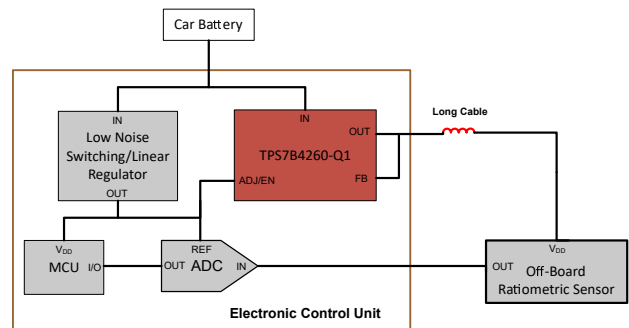 Car Battery
IN
Low Noise
Switching/Linear
Regulator
OUT
IN
OUT
TPS7B4260-Q1
ADJ/EN
FB
Long Cable
VDD
MCU
I/O
REF
OUT
ADC
IN
VDD
OUT
Off-Board
Ratiometric Sensor
Electronic Control Unit